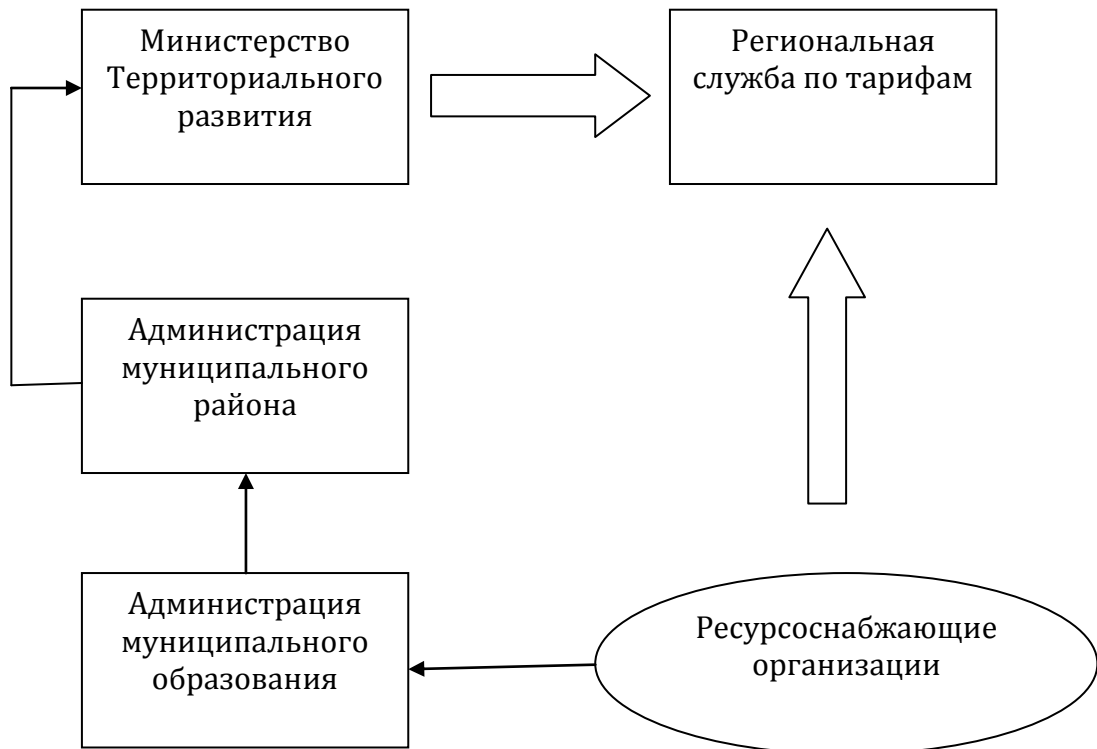 Министерство
Территориального
развития
Региональная
служба по тарифам
Администрация
муниципального
района
Администрация
муниципального
образования
Ресурсоснабжающие
организации